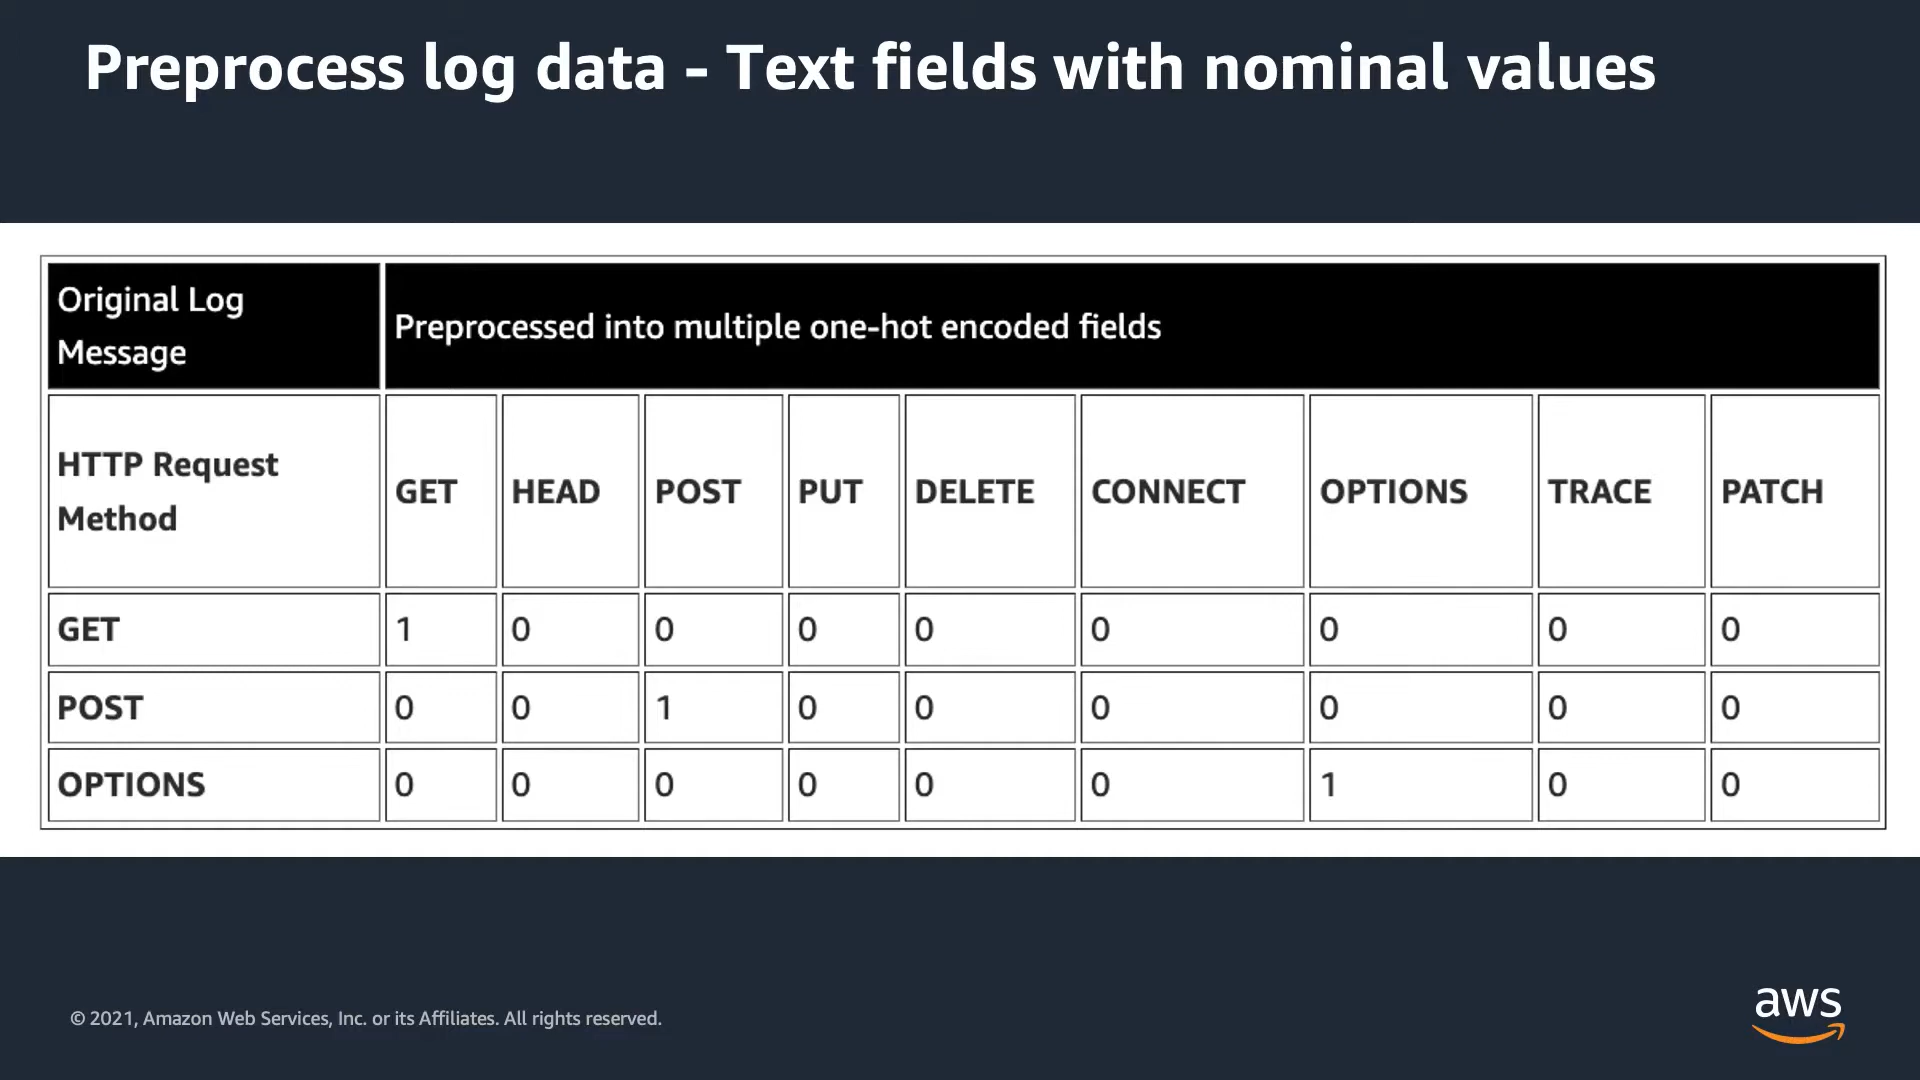 Preprocess log data - Text fields with nominal values
Original Log
Message
Preprocessed into multiple one-hot encoded fields
HTTP Request
Method
GET
HEAD
POST
PUT
DELETE
CONNECT
OPTIONS
TRACE
PATCH
GET 1 0 0 0 0 0 0 0 0
POST 0 0 1 0 0 0 0 0 0
OPTIONS 0 0 0 0 0 0 1 0 0
© 2021, Amazon Web Services, Inc. or its Affiliates. All rights reserved.
aws